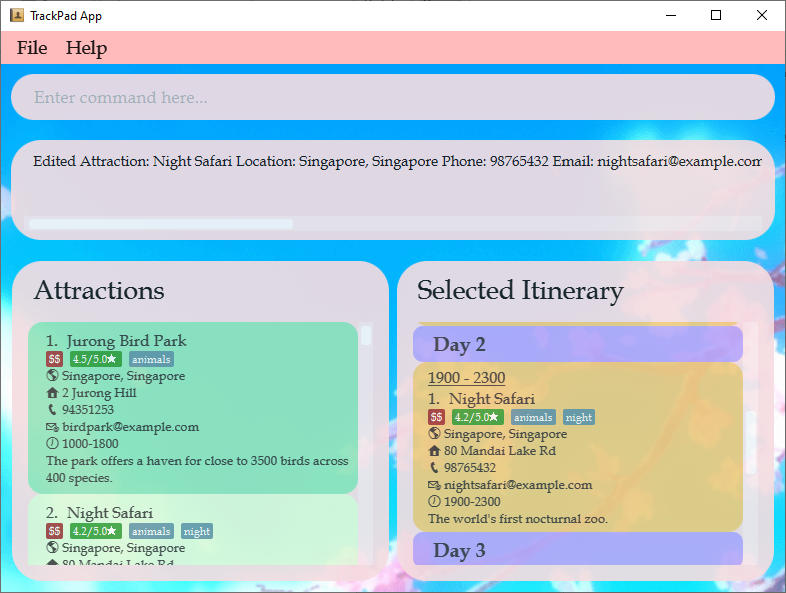 TrackPad App
File Help
Enter command here...
Edited Attraction: Night Safari Location: Singapore, Singapore Phone: 98765432 Email: nightsafari@example.com
Attractions
1. Jurong Bird Park
$$ 4.5/5.0★ animals
Singapore, Singapore
2 Jurong Hill
94351253
birdpark@example.com
1000-1800
The park offers a haven for close to 3500 birds across
400 species.
2. Night Safari
$$ 4.2/5.0★ animals night
Singapore, Singapore
80 Mandai Lake Rd
Selected Itinerary
Day 2
1900 - 2300
1. Night Safari
$$ 4.2/5.0★ animals night
Singapore, Singapore
80 Mandai Lake Rd
98765432
nightsafari@example.com
1900-2300
The world's first nocturnal zoo.
Day 3